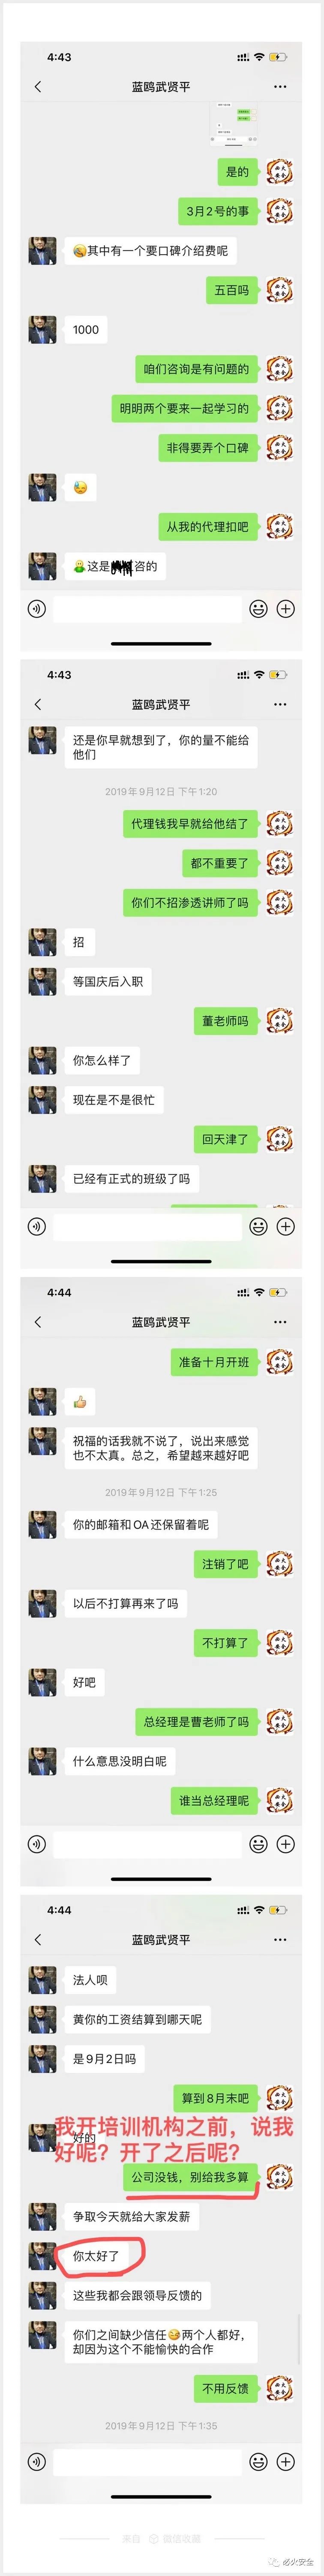 4:43
蓝鸥武贤平
是的
3月2号的事
其中有一个要口碑介绍费呢
五百吗
1000
咱们咨询是有问题的
明明两个要来一起学习的
非得要弄个口碑
从我的代理扣吧
这是
咨的
4:43
蓝鸥武贤平
还是你早就想到了，你的量不能给
他们
2019年9月12日 下午1:20
代理钱我早就给他结了
都不重要了
你们不招渗透讲师了吗
招
等国庆后入职
董老师吗
你怎么样了
现在是不是很忙
回天津了
已经有正式的班级了吗
4:44
蓝鸥武贤平
准备十月开班
祝福的话我就不说了，说出来感觉
也不太真。总之，希望越来越好吧
2019年9月12日 下午1:25
你的邮箱和OA还保留着呢
注销了吧
以后不打算再来了吗
不打算了
好吧
总经理是曹老师了吗
什么意思没明白呢
谁当总经理呢
4:44
蓝鸥武贤平
法人呗
黄你的工资结算到哪天呢
是9月2日吗
算到8月末吧
好的
我开培训机构之前，说我
好呢？开了之后呢？
公司没钱，别给我多算
争取今天就给大家发薪
你太好了
这些我都会跟领导反馈的
你们之间缺少信任两个人都好，
却因为这个不能愉快的合作
不用反馈
2019年9月12日 下午1:35
来自 微信收藏
必火安全